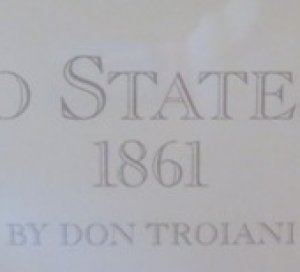 O STATE
1861
BY DON TROIANI